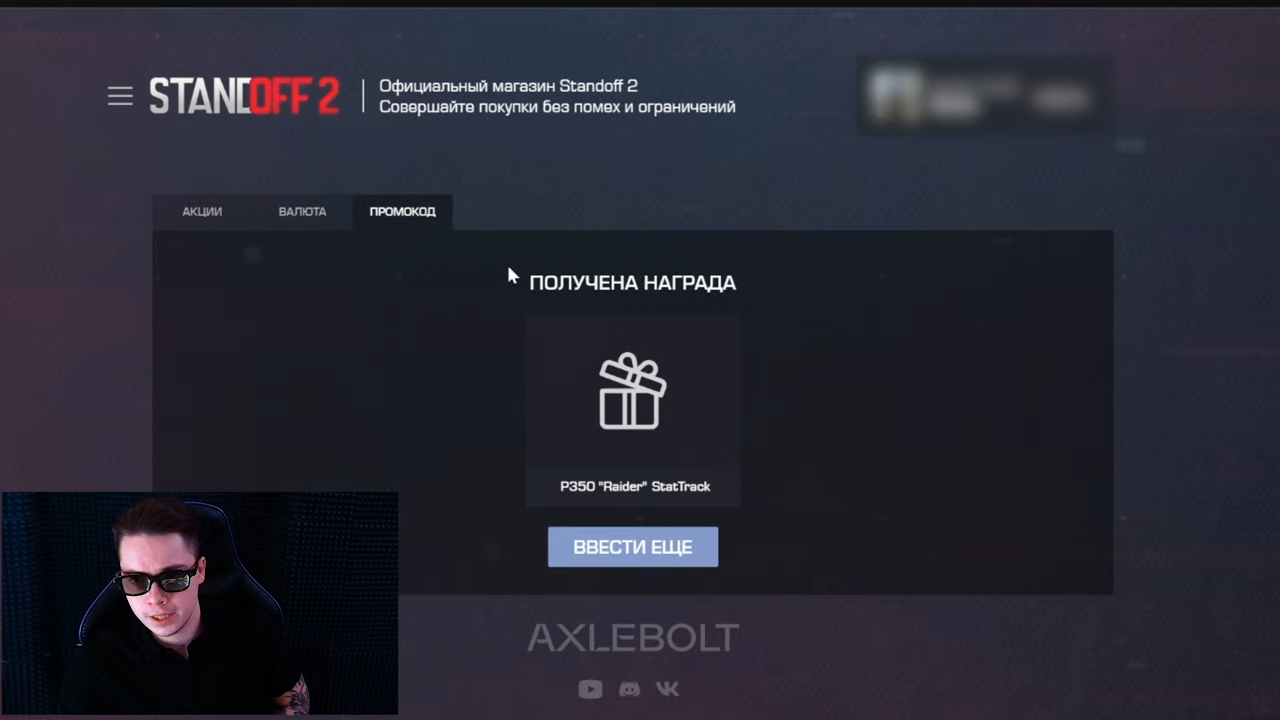 STANDOFF 2
Официальный магазин Standoff 2
Совершайте покупки без помех и ограничений
АКЦИИ
ВАЛЮТА
ПРОМОКОД
ПОЛУЧЕНА НАГРАДА
P350 "Raider" StatTrack
ВВЕСТИ ЕЩЕ
AXLEBOLT